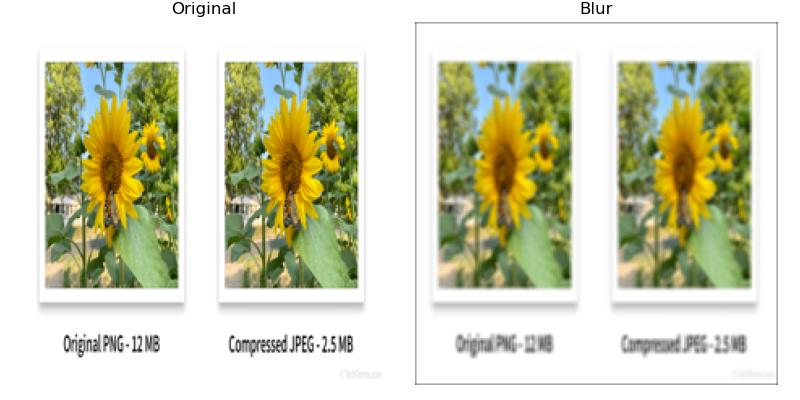 Original
Blur
Original PNG - 12 MB
Compressed JPEG - 2.5 MB
Original PNG - 12 MB
Compressed JPEG - 2.5 MB